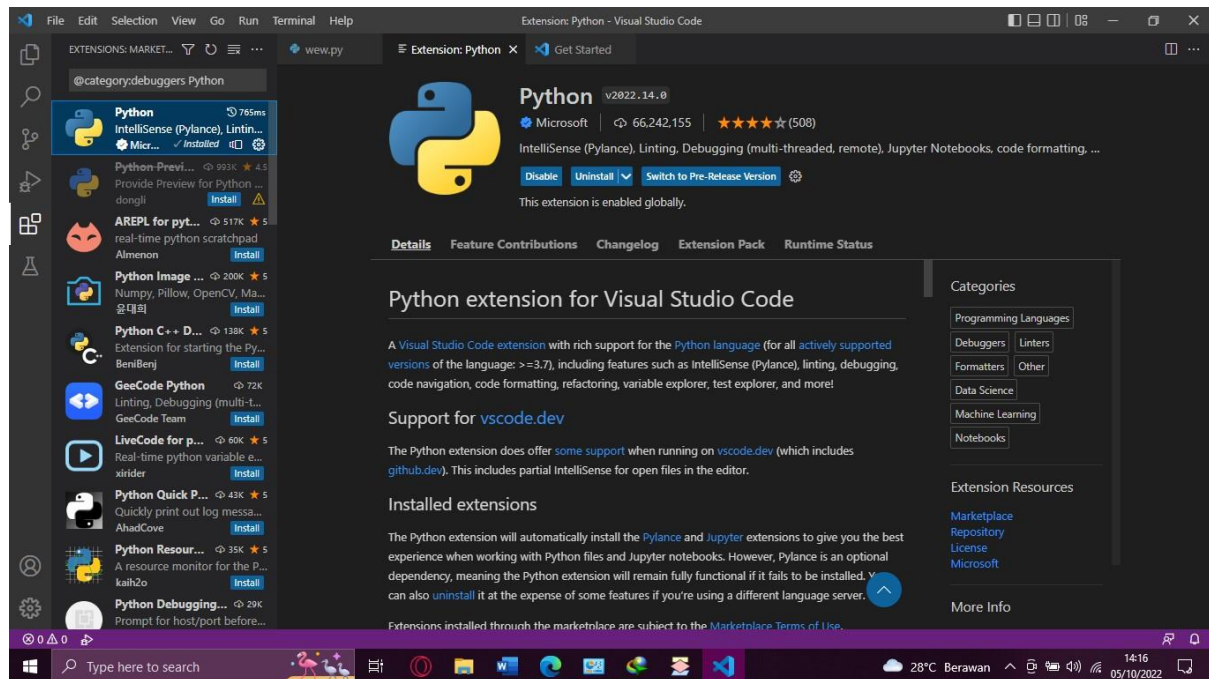 File Edit Selection View Go Run Terminal Help
Extension: Python - Visual Studio Code
EXTENSIONS: MARKET...
wew.py
Extension: Python
Get Started
@category:debuggers Python
Python 765ms
IntelliSense (Pylance), Lintin...
Micr... Installed
Python Previ... 993K 4.5
Provide Preview for Python ...
dongli Install
AREPL for pyt... 517K 5
real-time python scratchpad
Almenon Install
Python Image ... 200K 5
Numpy, Pillow, OpenCV, Ma...
윤대희 Install
Python C++ D... 138K 5
Extension for starting the Py...
BeniBenj Install
GeeCode Python 72K
Linting, Debugging (multi-t...
GeeCode Team Install
LiveCode for p... 60K 5
Real-time python variable e...
xirider Install
Python Quick P... 43K 5
Quickly print out log messa...
AhadCove Install
Python Resour... 35K 5
A resource monitor for the P...
kaih2o Install
Python Debugging... 29K
Prompt for host/port before...
Python v2022.14.0
Microsoft 66,242,155 (508)
IntelliSense (Pylance), Linting, Debugging (multi-threaded, remote), Jupyter Notebooks, code formatting, ...
Disable Uninstall Switch to Pre-Release Version
This extension is enabled globally.
Details Feature Contributions Changelog Extension Pack Runtime Status
Python extension for Visual Studio Code
A Visual Studio Code extension with rich support for the Python language (for all actively supported
versions of the language: >=3.7), including features such as IntelliSense (Pylance), linting, debugging,
code navigation, code formatting, refactoring, variable explorer, test explorer, and more!
Support for vscode.dev
The Python extension does offer some support when running on vscode.dev (which includes
github.dev). This includes partial IntelliSense for open files in the editor.
Installed extensions
The Python extension will automatically install the Pylance and Jupyter extensions to give you the best
experience when working with Python files and Jupyter notebooks. However, Pylance is an optional
dependency, meaning the Python extension will remain fully functional if it fails to be installed.
can also uninstall it at the expense of some features if you're using a different language server.
Extensions installed through the marketplace are subject to the Marketplace Terms of Use.
Categories
Programming Languages
Debuggers Linters
Formatters Other
Data Science
Machine Learning
Notebooks
Extension Resources
Marketplace
Repository
License
Microsoft
More Info
0 0
Type here to search
28°C Berawan
14:16
05/10/2022